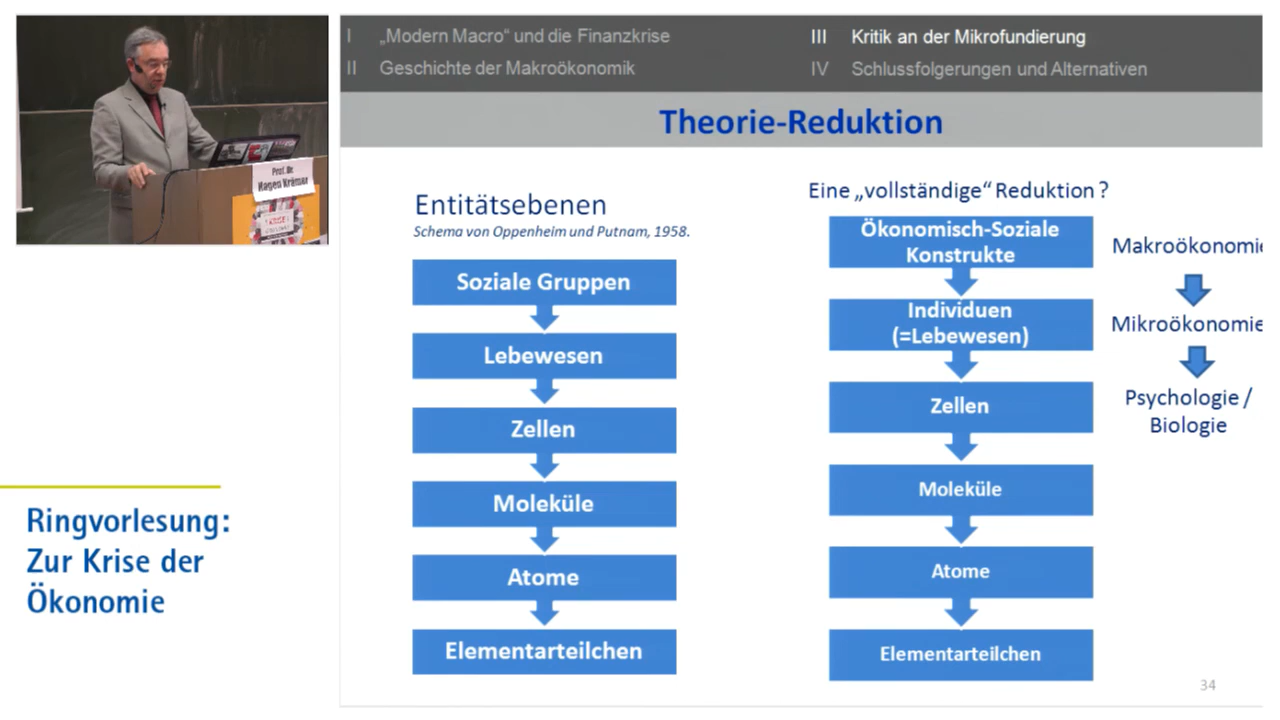 Prof. Dr.
Hagen Krämer
I „Modern Macro“ und die Finanzkrise
II Geschichte der Makroökonomik
III Kritik an der Mikrofundierung
IV Schlussfolgerungen und Alternativen
Theorie-Reduktion
Entitätsebenen
Schema von Oppenheim und Putnam, 1958.
Soziale Gruppen
Lebewesen
Zellen
Moleküle
Atome
Elementarteilchen
Eine „vollständige“ Reduktion ?
Ökonomisch-Soziale
Konstrukte
Individuen
(=Lebewesen)
Zellen
Moleküle
Atome
Elementarteilchen
Makroökonomie
Mikroökonomie
Psychologie /
Biologie
34
Ringvorlesung:
Zur Krise der
Ökonomie